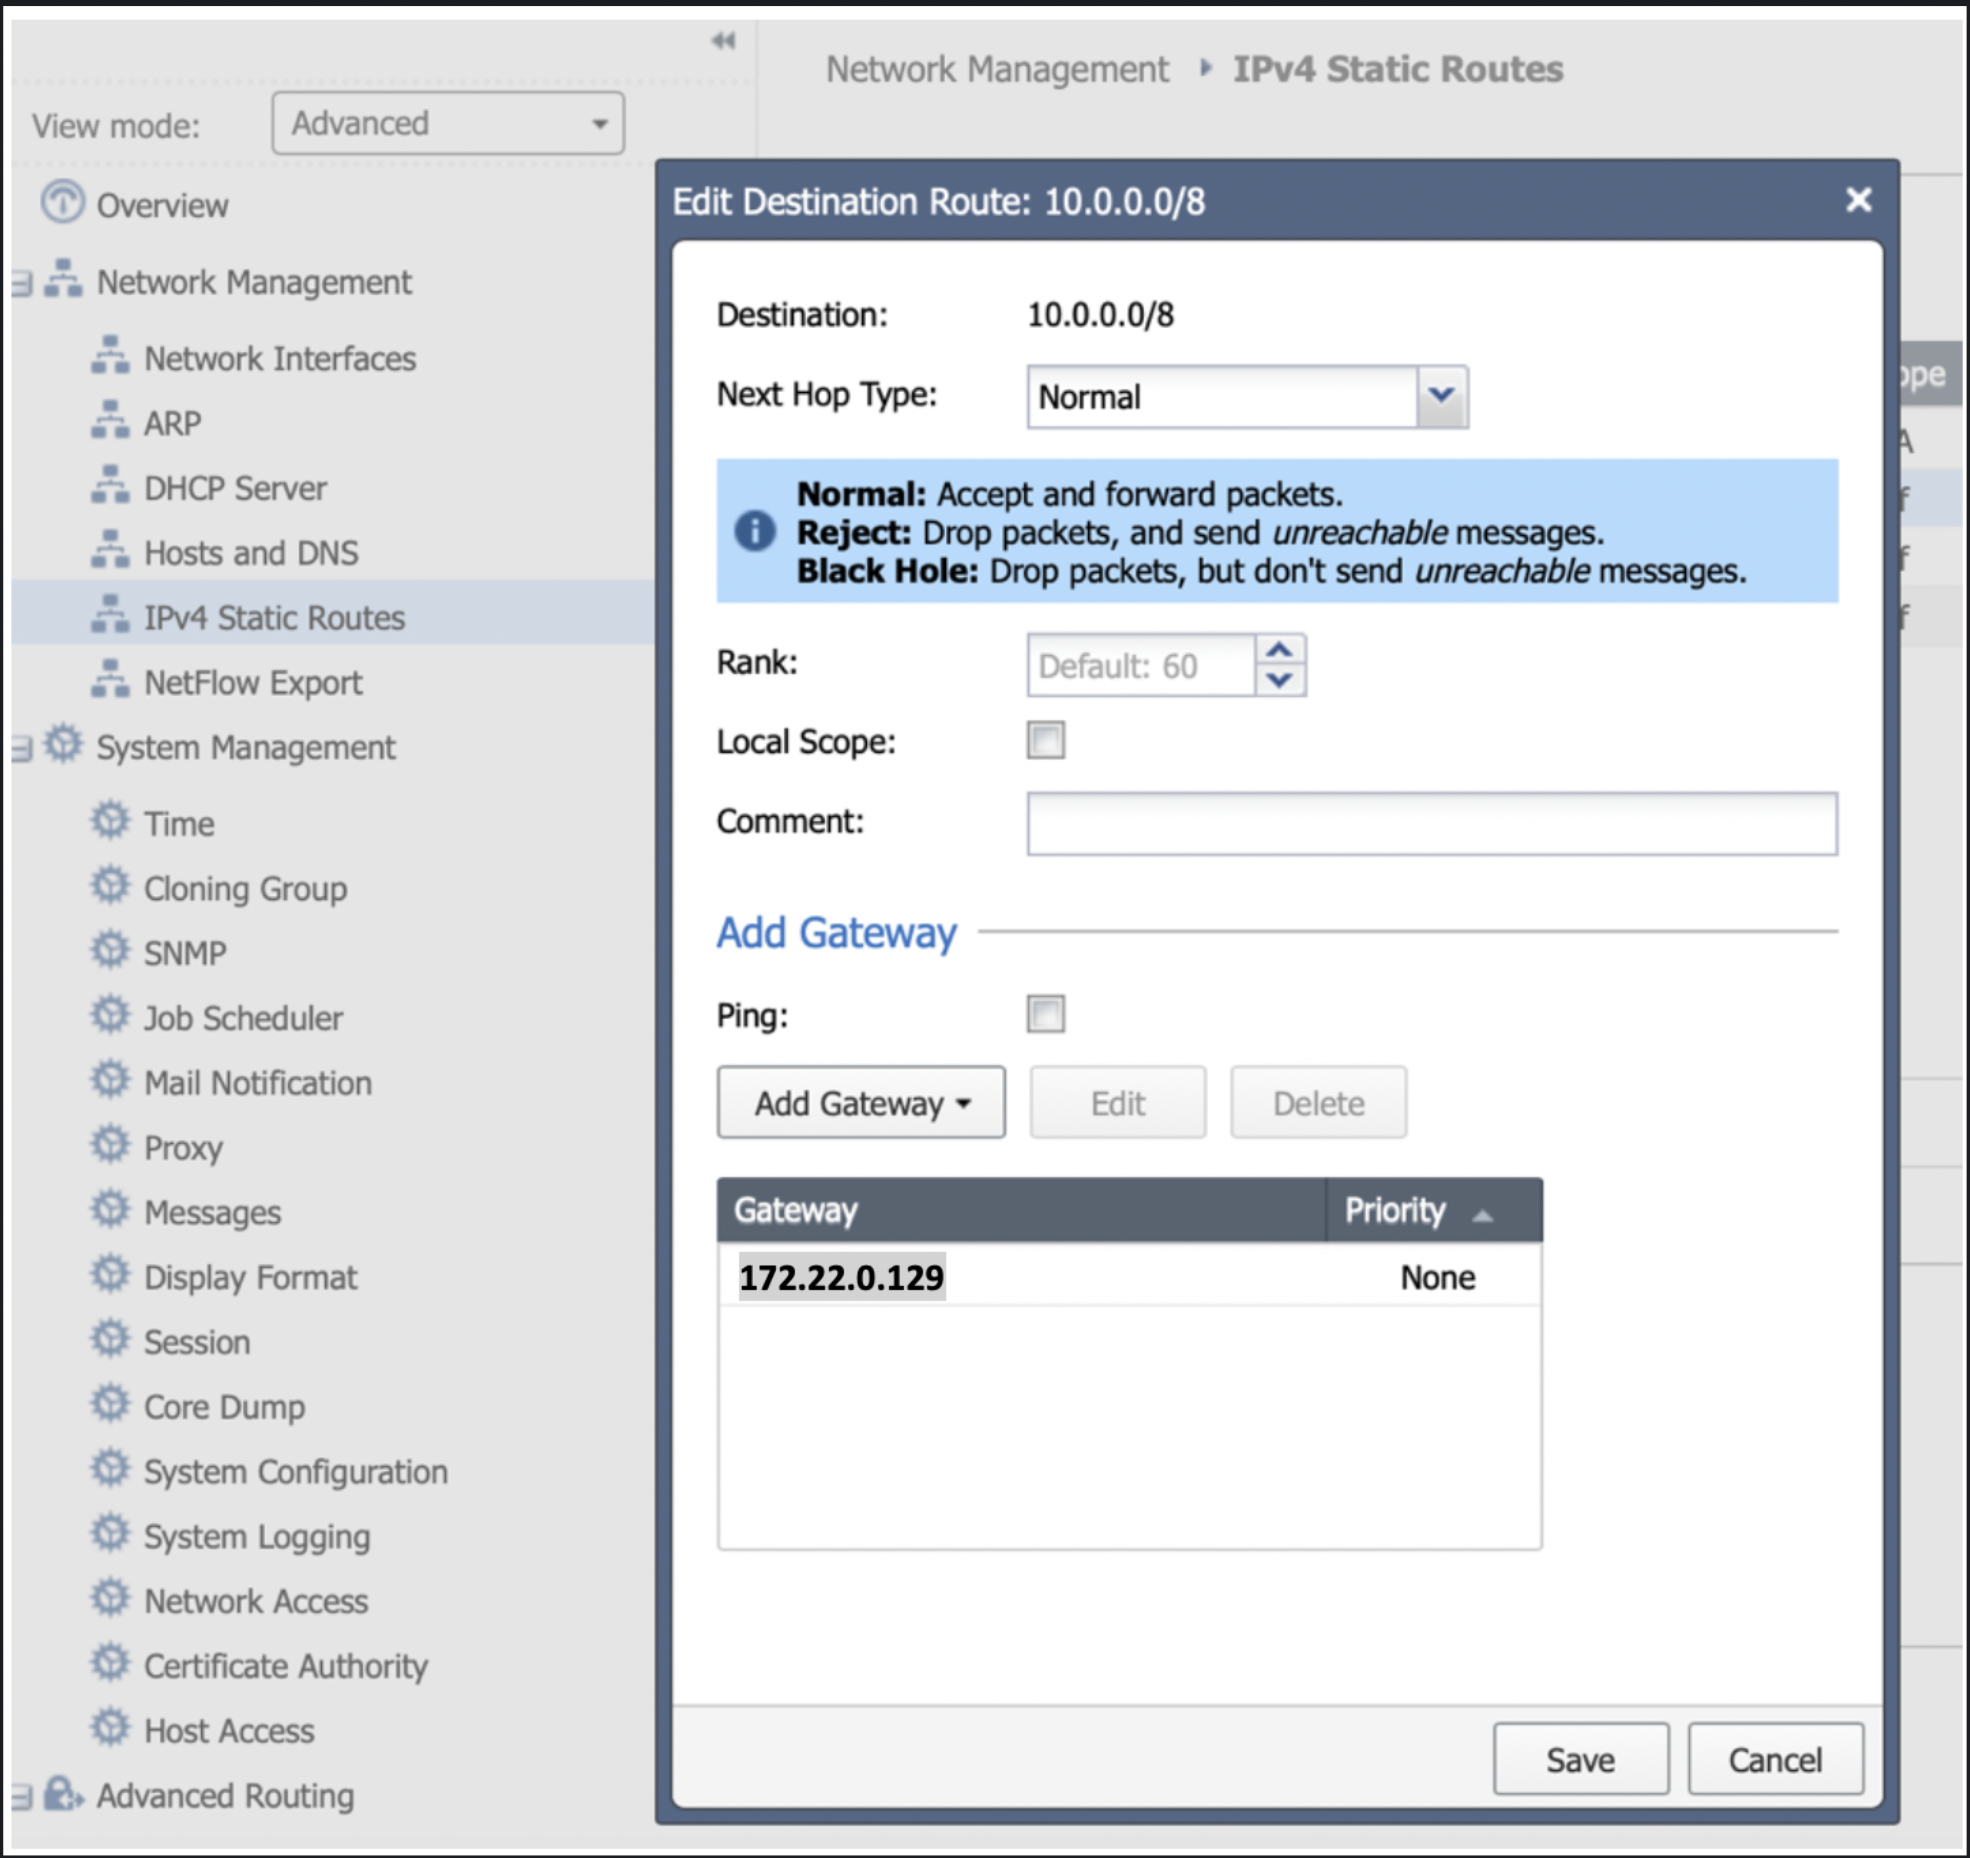 Network Management IPv4 Static Routes
View mode: Advanced
Overview
Network Management
Network Interfaces
ARP
DHCP Server
Hosts and DNS
IPv4 Static Routes
NetFlow Export
System Management
Time
Cloning Group
SNMP
Job Scheduler
Mail Notification
Proxy
Messages
Display Format
Session
Core Dump
System Configuration
System Logging
Network Access
Certificate Authority
Host Access
Advanced Routing
Edit Destination Route: 10.0.0.0/8
Destination: 10.0.0.0/8
Next Hop Type: Normal
Normal: Accept and forward packets.
Reject: Drop packets, and send unreachable messages.
Black Hole: Drop packets, but don't send unreachable messages.
Rank: Default: 60
Local Scope:
Comment:
Add Gateway
Ping:
Add Gateway Edit Delete
Gateway Priority
172.22.0.129 None
Save Cancel